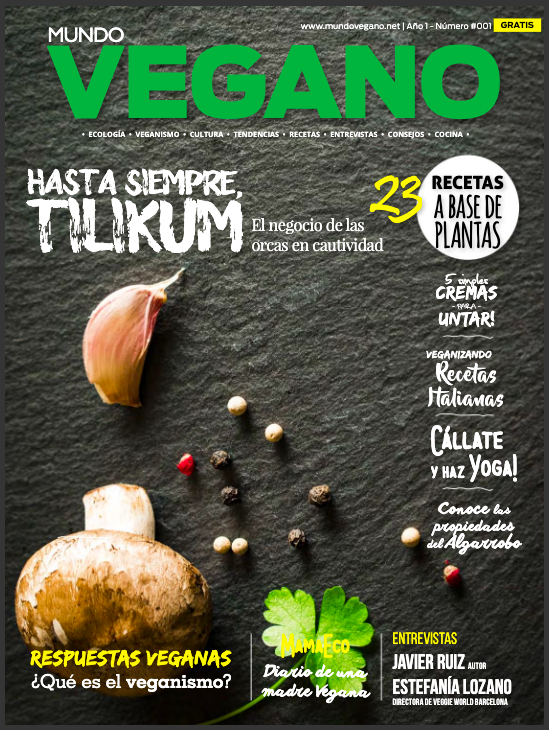 www.mundovegano.net | Año 1 - Número #001 GRATIS
MUNDO
VEGANO
• ECOLOGÍA • VEGANISMO • CULTURA • TENDENCIAS • RECETAS • ENTREVISTAS • CONSEJOS • COCINA •
HASTA SIEMPRE,
TILIKUM
El negocio de las
orcas en cautividad
23 RECETAS
A BASE DE
PLANTAS
5 simples
CREMAS
- PARA -
UNTAR!
VEGANIZANDO
Recetas
Italianas
CÁLLATE
Y HAZ YOGA!
Conoce las
propiedades
del Algarrobo
RESPUESTAS VEGANAS
¿Qué es el veganismo?
MAMAECO
Diario de una
madre Vegana
ENTREVISTAS
JAVIER RUIZ AUTOR
ESTEFANÍA LOZANO
DIRECTORA DE VEGGIE WORLD BARCELONA